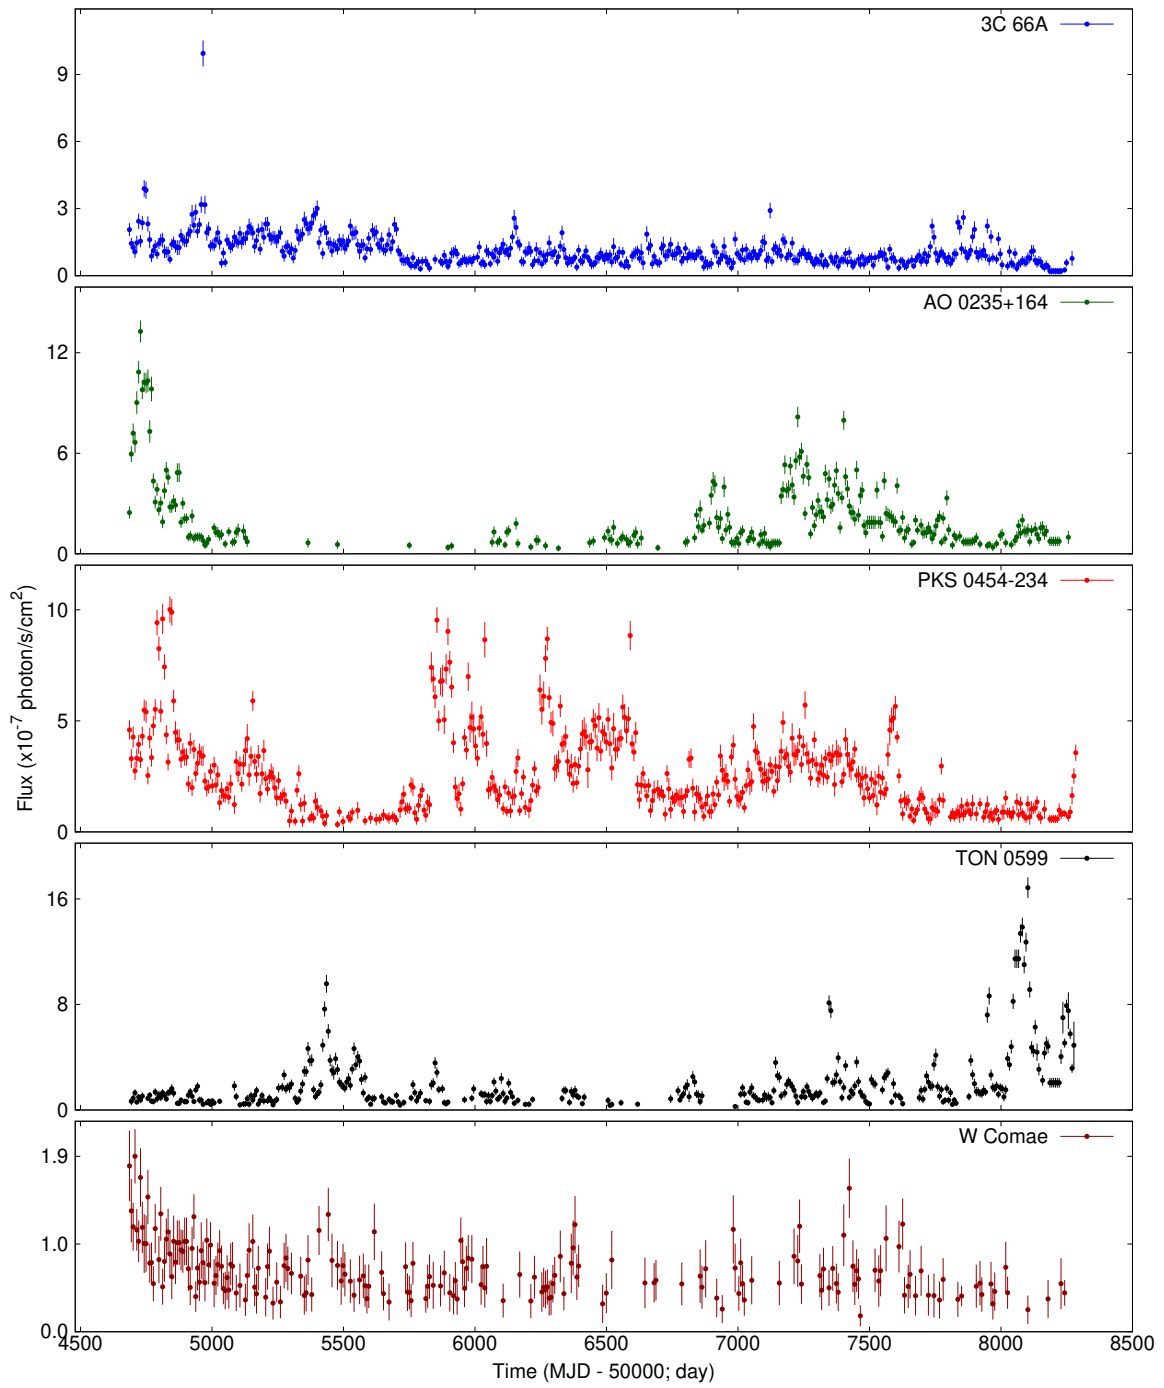 3C 66A
9
6
3
0
AO 0235+164
12
6
0
PKS 0454-234
10
5
0
Flux (x10-7 photon/s/cm2)
TON 0599
16
8
0
W Comae
1.9
1.0
0.0
4500 5000 5500 6000 6500 7000 7500 8000 8500
Time (MJD - 50000; day)